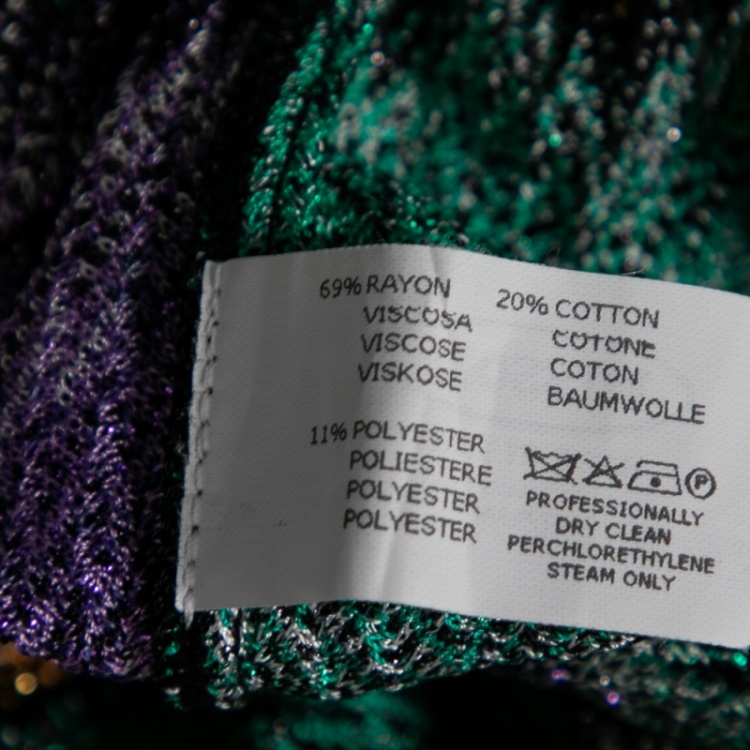 69% RAYON
VISCOSA
VISCOSE
VISKOSE
20% COTTON
COTONE
COTON
BAUMWOLLE
11% POLYESTER
POLIESTERE
POLYESTER
POLYESTER
P
PROFESSIONALLY
DRY CLEAN
PERCHLORETHYLENE
STEAM ONLY